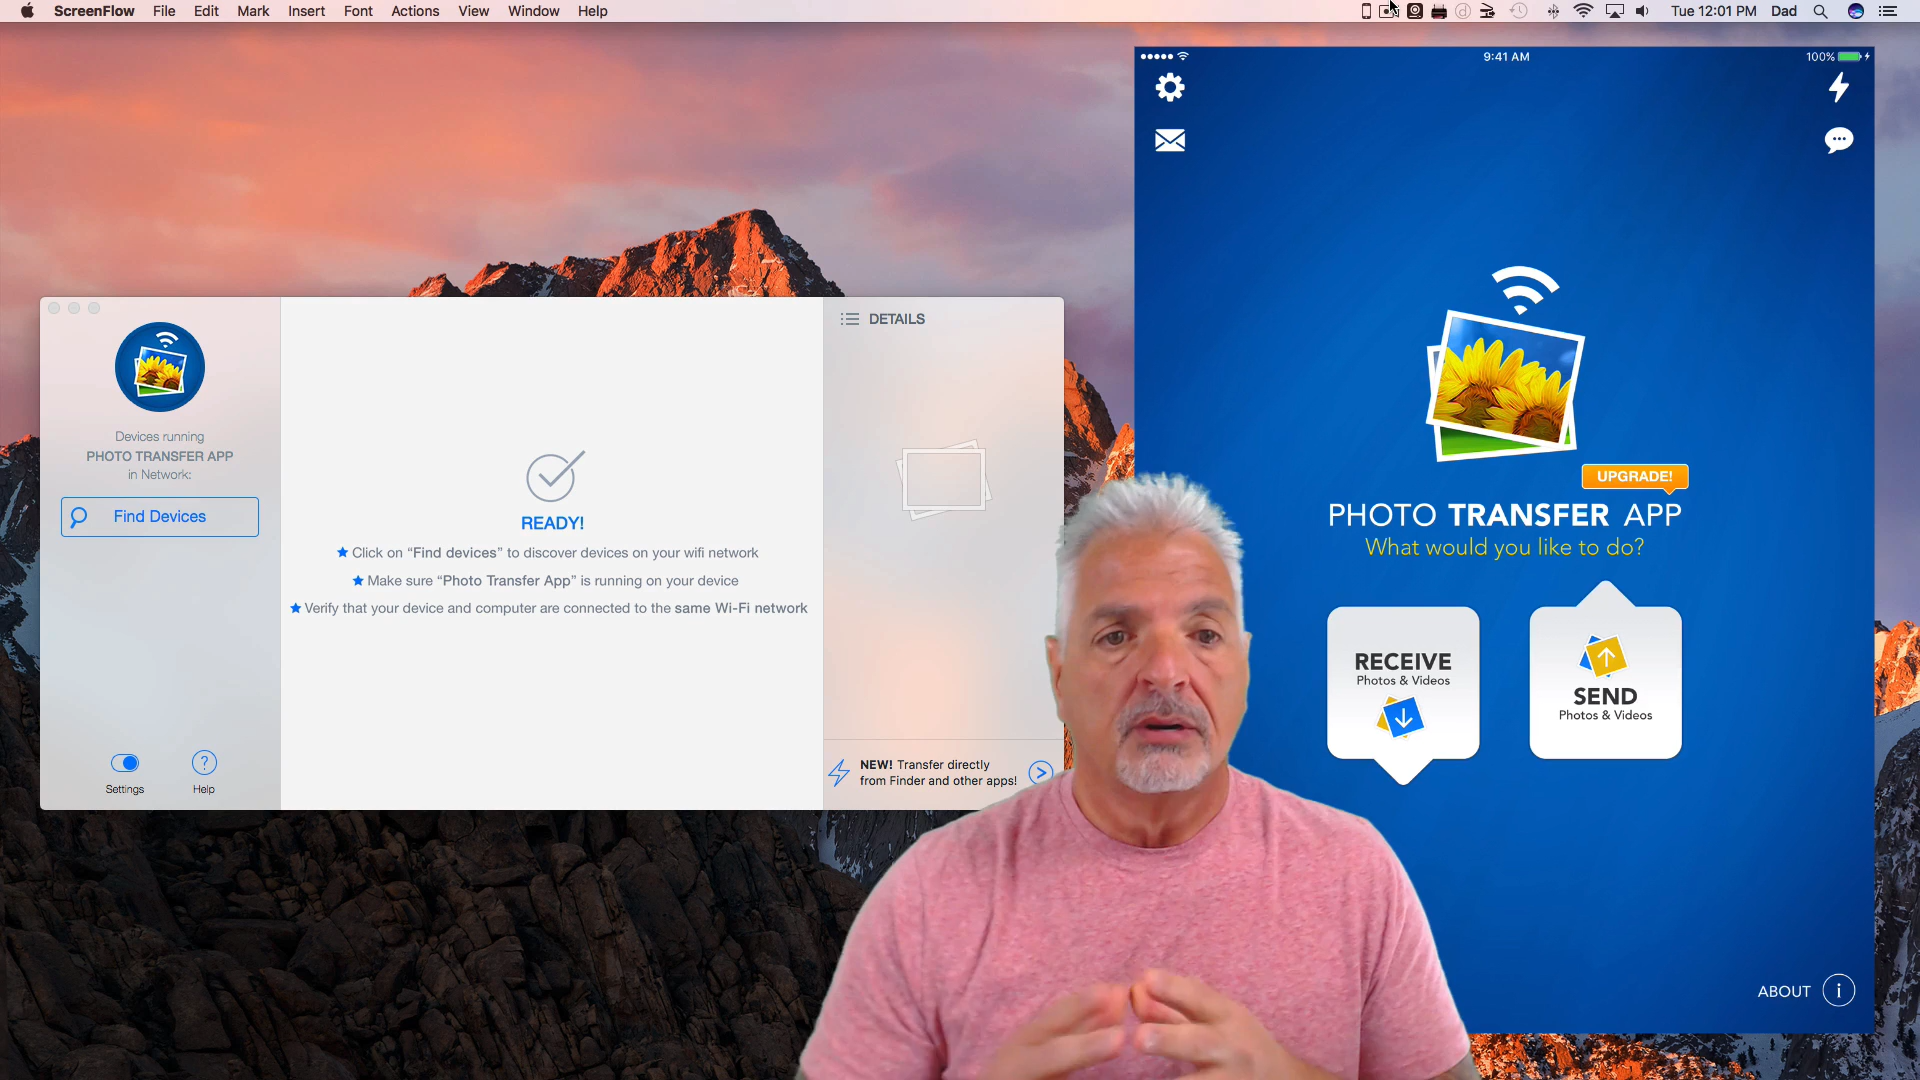 ScreenFlow File Edit Mark Insert Font Actions View Window Help
Tue 12:01 PM Dad
9:41 AM
100%
DETAILS
Devices running
PHOTO TRANSFER APP
in Network:
Find Devices
READY!
Click on “Find devices” to discover devices on your wifi network
Make sure “Photo Transfer App” is running on your device
Verify that your device and computer are connected to the same Wi-Fi network
Settings
Help
NEW! Transfer directly
from Finder and other apps!
UPGRADE!
PHOTO TRANSFER APP
What would you like to do?
RECEIVE
Photos & Videos
SEND
Photos & Videos
ABOUT